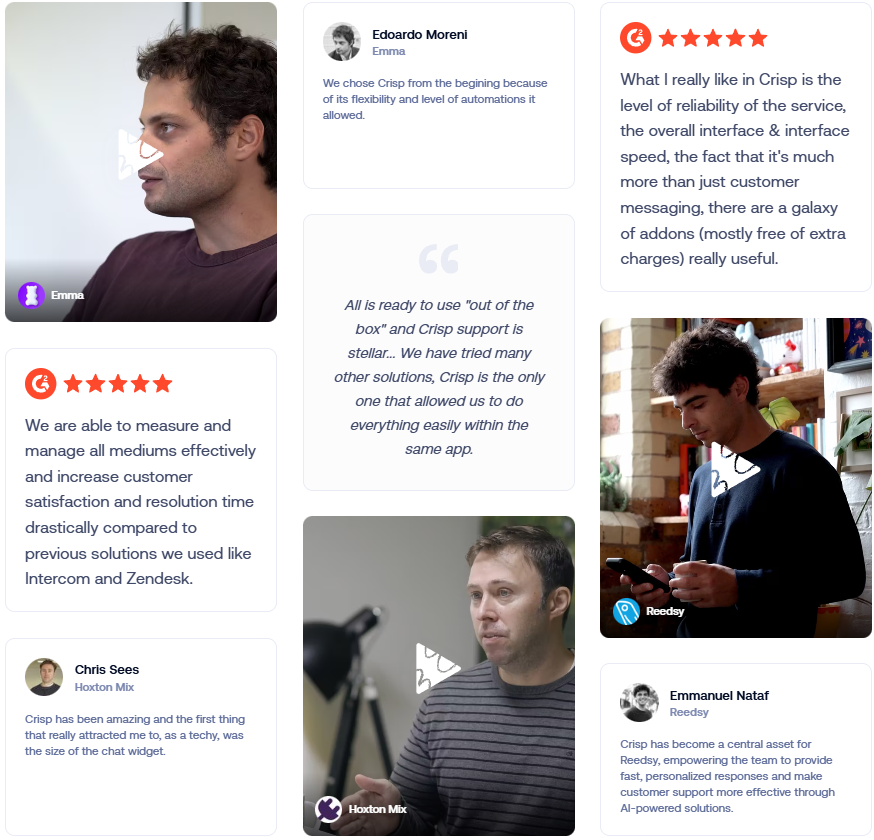 Emma
We are able to measure and
manage all mediums effectively
and increase customer
satisfaction and resolution time
drastically compared to
previous solutions we used like
Intercom and Zendesk.
Chris Sees
Hoxton Mix
Crisp has been amazing and the first thing
that really attracted me to, as a techy, was
the size of the chat widget.
Edoardo Moreni
Emma
We chose Crisp from the begining because
of its flexibility and level of automations it
allowed.
“
All is ready to use "out of the
box" and Crisp support is
stellar... We have tried many
other solutions, Crisp is the only
one that allowed us to do
everything easily within the
same app.
Hoxton Mix
What I really like in Crisp is the
level of reliability of the service,
the overall interface & interface
speed, the fact that it's much
more than just customer
messaging, there are a galaxy
of addons (mostly free of extra
charges) really useful.
Reedsy
Emmanuel Nataf
Reedsy
Crisp has become a central asset for
Reedsy, empowering the team to provide
fast, personalized responses and make
customer support more effective through
AI-powered solutions.